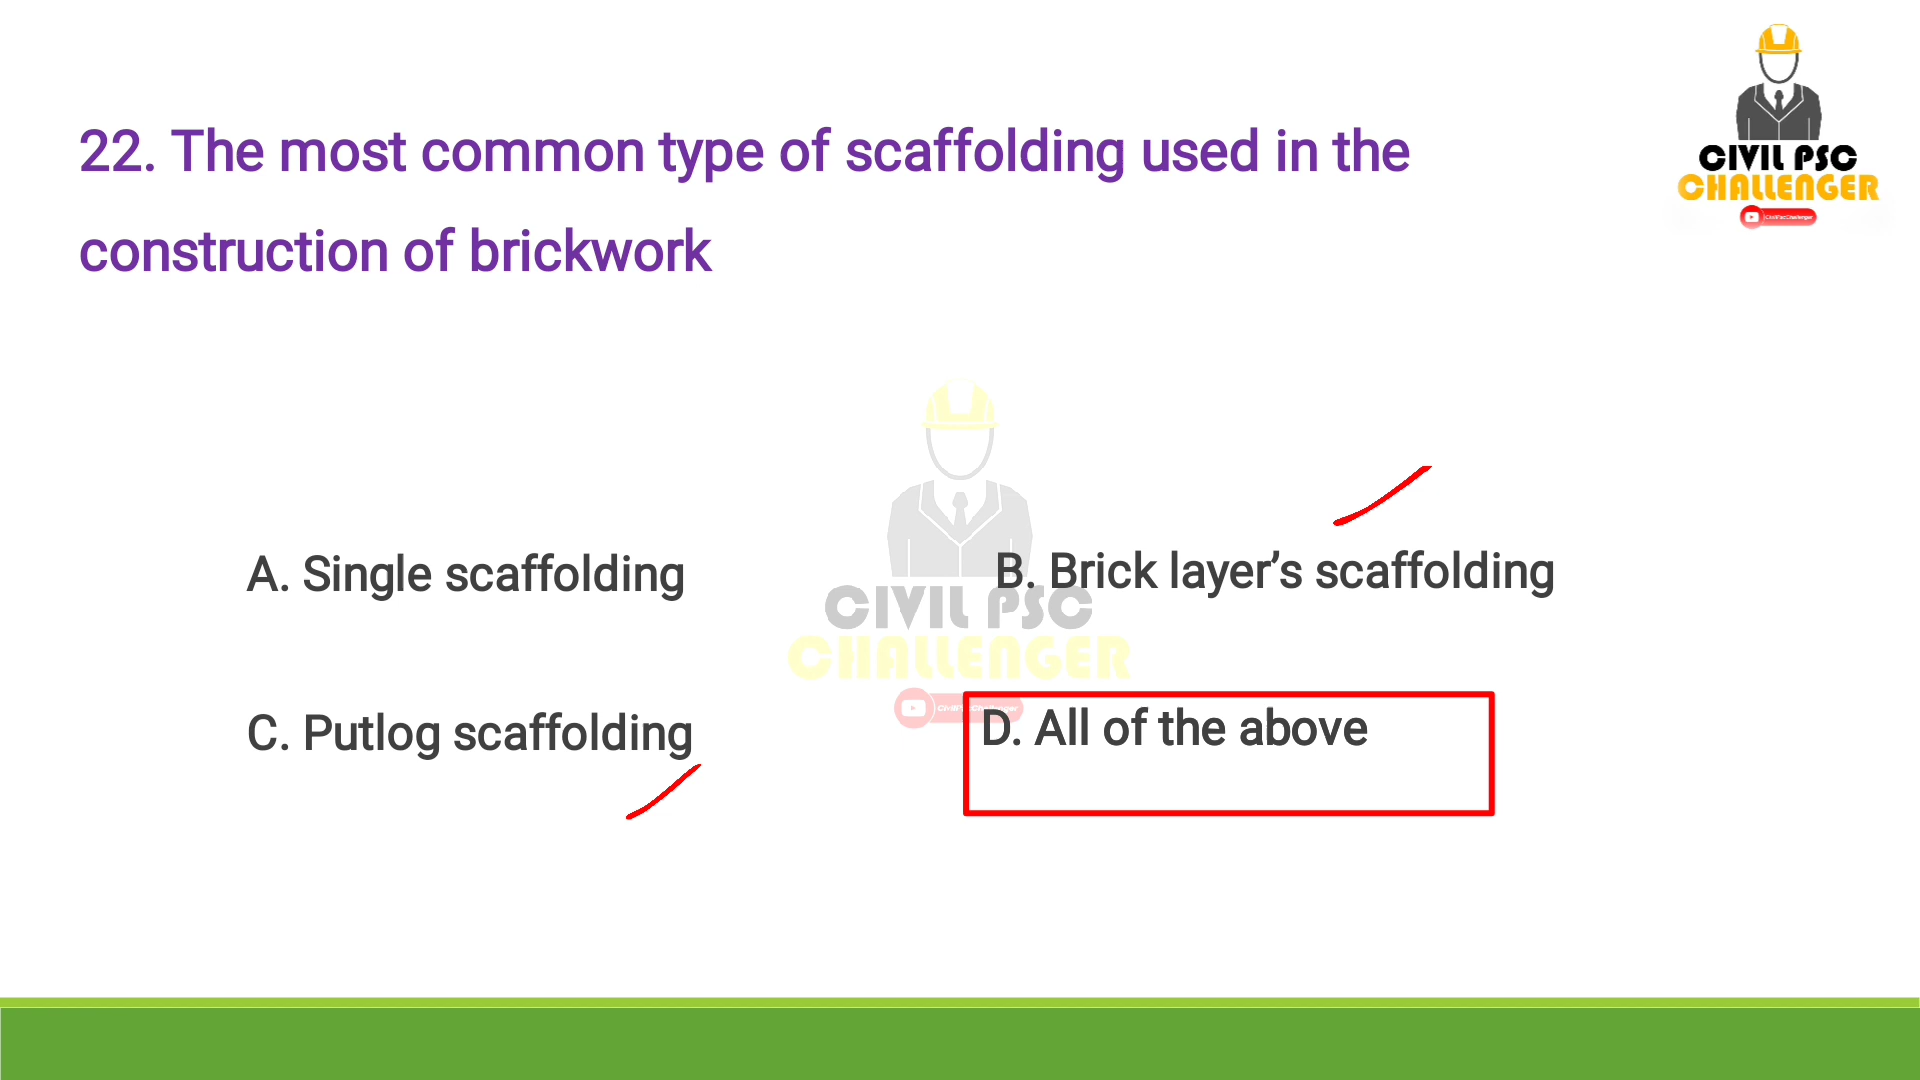 CIVIL PSC
CHALLENGER
CivilPscChallenger
22. The most common type of scaffolding used in the
construction of brickwork
A. Single scaffolding
B. Brick layer’s scaffolding
CIVIL PSC
CHALLENGER
C. Putlog scaffolding
D. All of the above